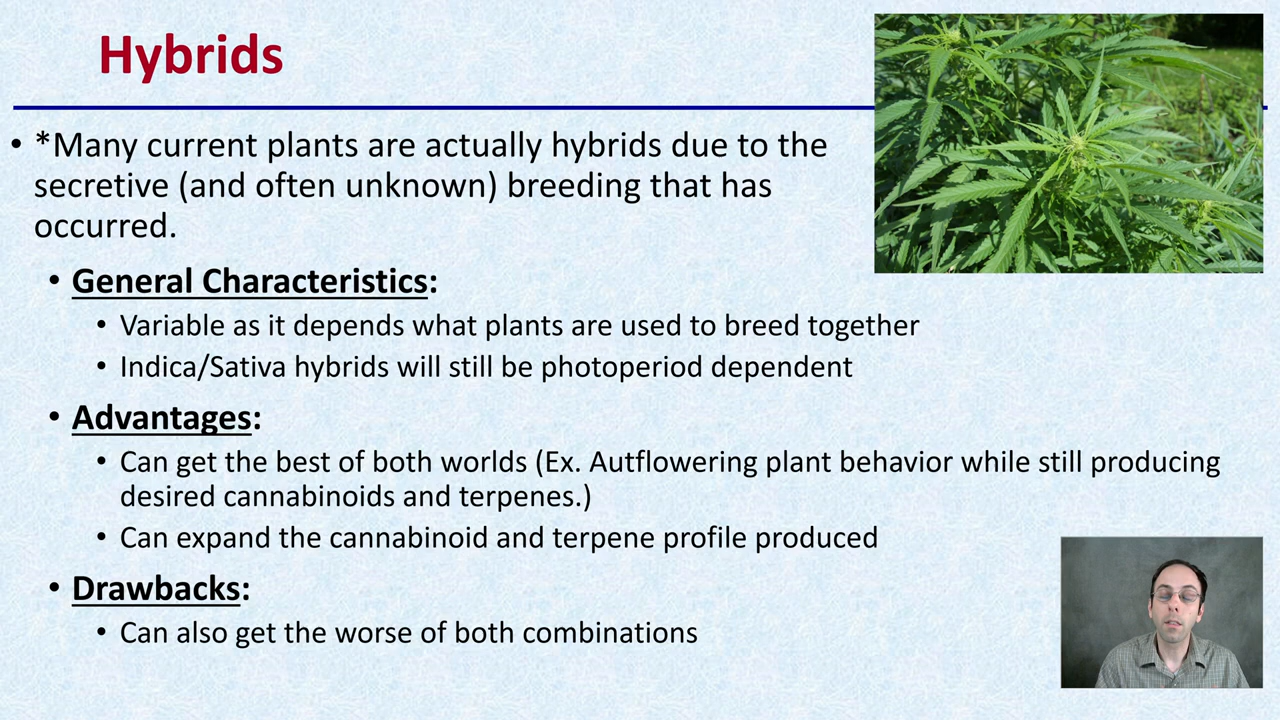 Hybrids
• *Many current plants are actually hybrids due to the
secretive (and often unknown) breeding that has
occurred.
• General Characteristics:
• Variable as it depends what plants are used to breed together
• Indica/Sativa hybrids will still be photoperiod dependent
• Advantages:
• Can get the best of both worlds (Ex. Autflowering plant behavior while still producing
desired cannabinoids and terpenes.)
• Can expand the cannabinoid and terpene profile produced
• Drawbacks:
• Can also get the worse of both combinations